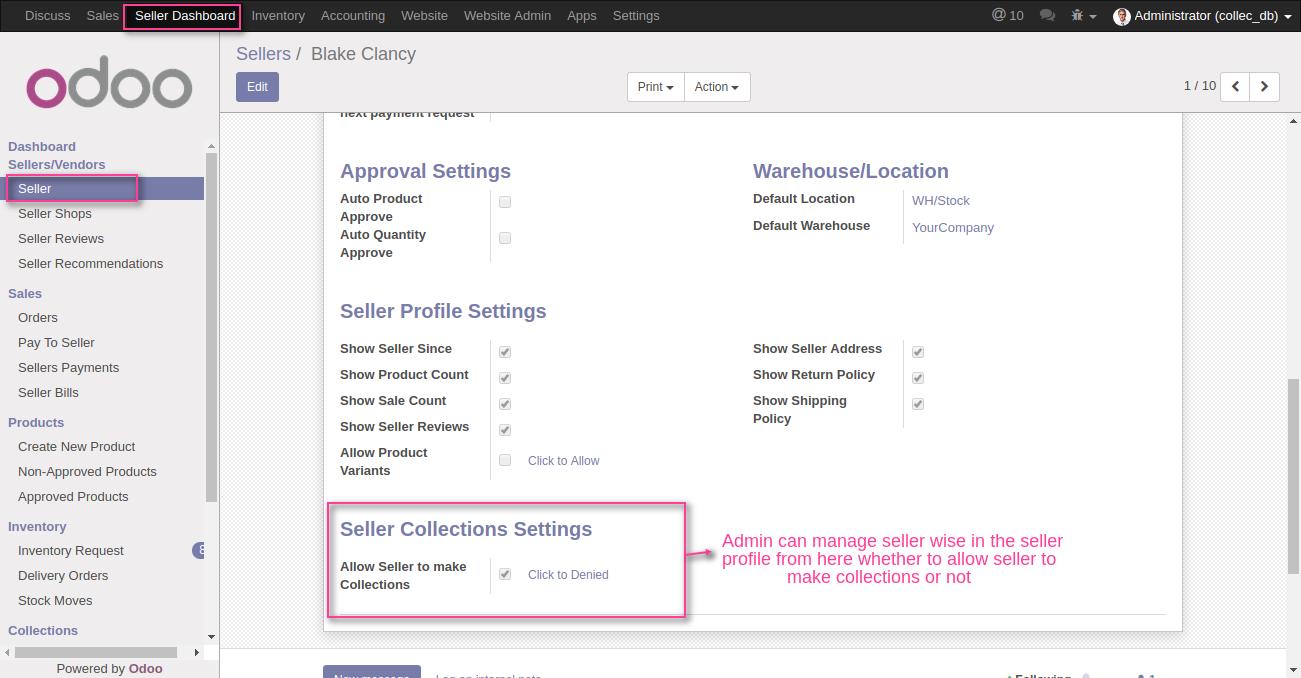 Discuss Sales Seller Dashboard Inventory Accounting Website Website Admin Apps Settings @ 10 Administrator (collec_db)
odoo
Dashboard
Sellers/Vendors
Seller
Seller Shops
Seller Reviews
Seller Recommendations
Sales
Orders
Pay To Seller
Sellers Payments
Seller Bills
Products
Create New Product
Non-Approved Products
Approved Products
Inventory
Inventory Request
Delivery Orders
Stock Moves
Collections
Powered by Odoo
Sellers / Blake Clancy
Edit Print Action 1 / 10
next payment request
Approval Settings
Auto Product
Approve
Auto Quantity
Approve
Warehouse/Location
Default Location WH/Stock
Default Warehouse YourCompany
Seller Profile Settings
Show Seller Since
Show Product Count
Show Sale Count
Show Seller Reviews
Allow Product
Variants
Click to Allow
Show Seller Address
Show Return Policy
Show Shipping
Policy
Seller Collections Settings
Allow Seller to make
Collections
Click to Denied
Admin can manage seller wise in the seller
profile from here whether to allow seller to
make collections or not
New message Log an internal note Following 1